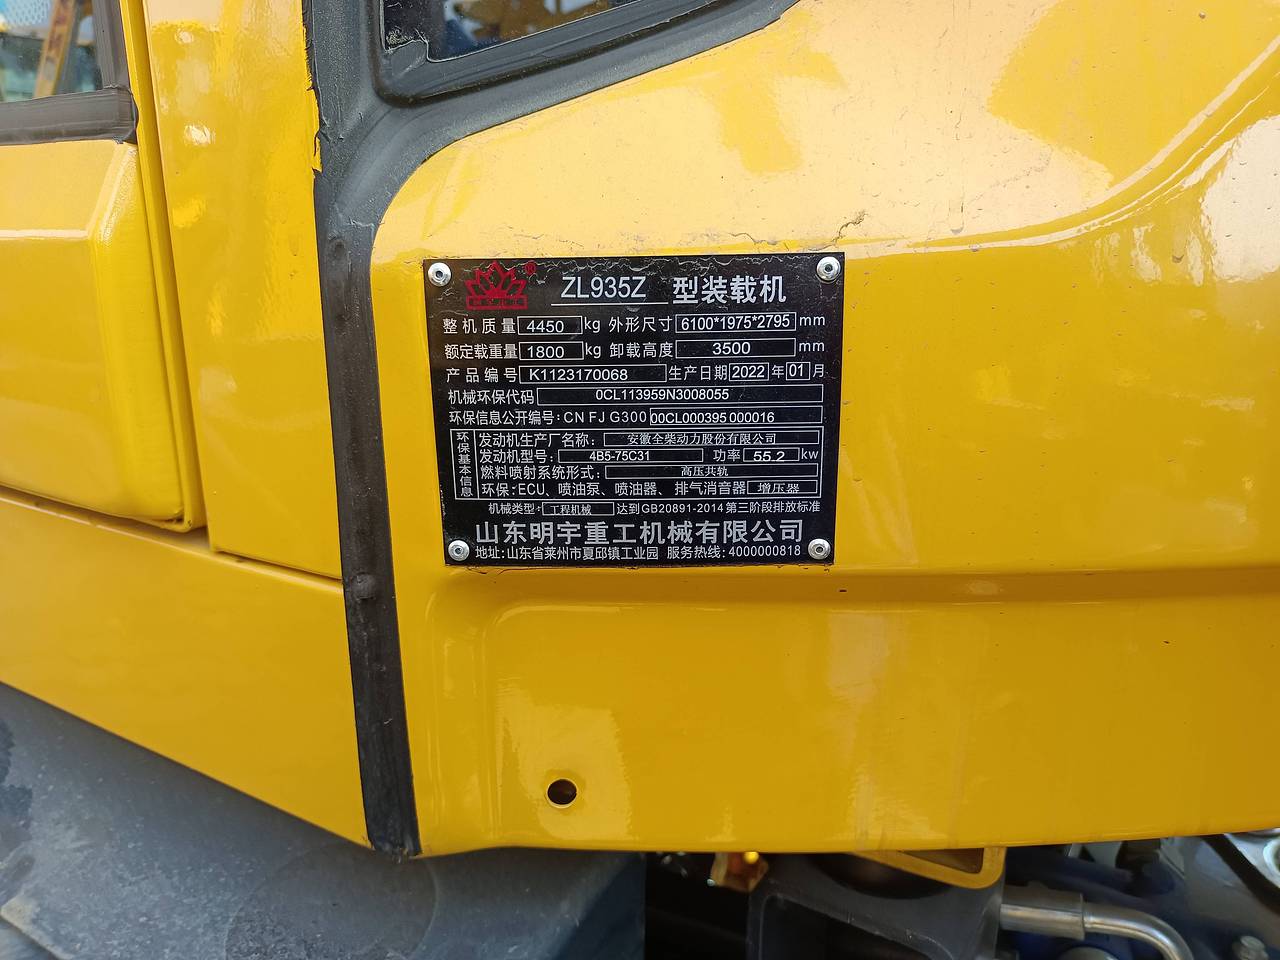 ZL935Z 型装载机
整机质量 4450 kg 外形尺寸 6100*1975*2795 mm
额定载重量 1800 kg 卸载高度 3500 mm
产品编号 K1123170068 生产日期 2022 年 01 月
机械环保代码 0CL113959N3008055
环保信息公开编号: CN FJ G300 00CL000395 000016
环保基本信息
发动机生产厂名称: 安徽全柴动力股份有限公司
发动机型号: 4B5-75C31 功率 55.2 kw
燃料喷射系统形式: 高压共轨
环保:ECU、喷油泵、喷油器、排气消音器 增压器
机械类型: 工程机械 达到GB20891-2014第三阶段排放标准
山东明宇重工机械有限公司
地址:山东省莱州市夏邱镇工业园 服务热线: 4000000818